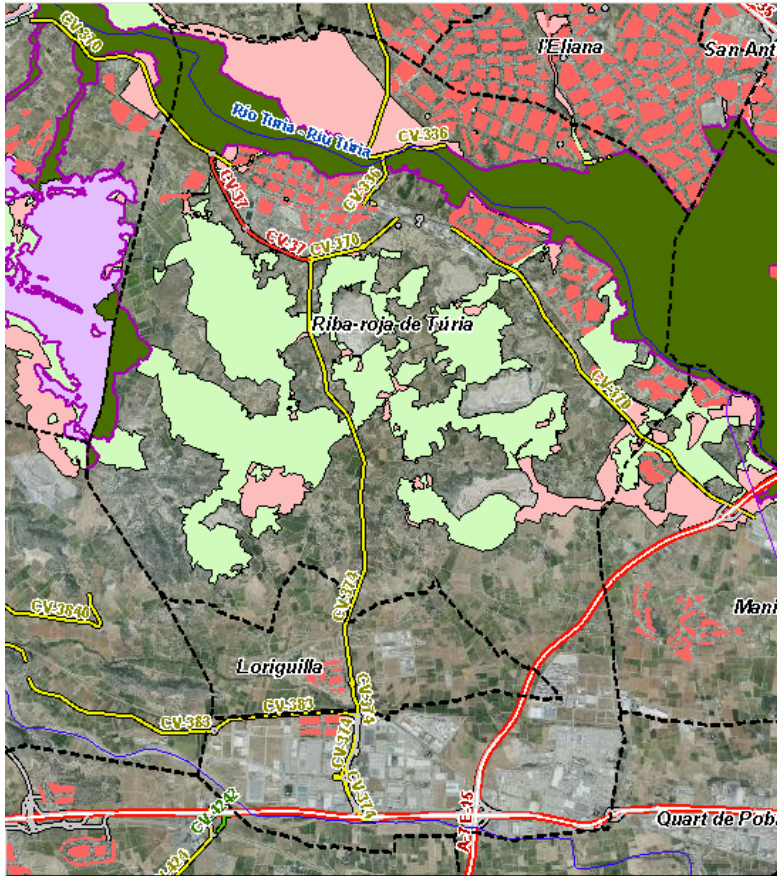 CV-370
-35
l'Eliana
San Ant
Río Turia - Riu Túria
CV-336
CV-336
CV-37
CV-37
CV-370
Riba-roja de Túria
CV-370
CV-374
CV-3840
Mani
Loriguilla
CV-383
CV-374
CV-383
CV-374
CV-374
CV-4242
A-7/E-15
Quart de Pob
-424